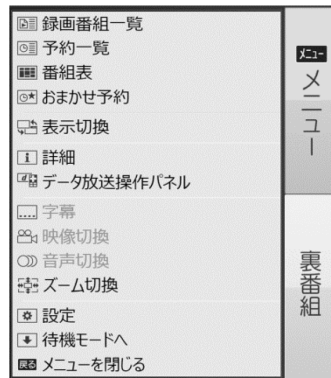 録画番組一覧
予約一覧
番組表
おまかせ予約
表示切換
詳細
データ放送操作パネル
字幕
映像切換
音声切換
ズーム切換
設定
待機モードへ
戻る メニューを閉じる
メニュー
メニュー
裏番組